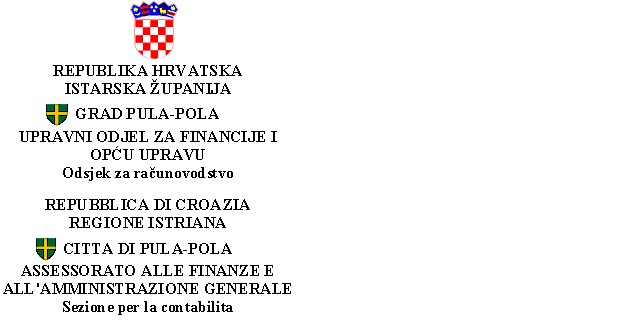 REPUBLIKA HRVATSKA
ISTARSKA ŽUPANIJA
GRAD PULA-POLA
UPRAVNI ODJEL ZA FINANCIJE I
OPĆU UPRAVU
Odsjek za računovodstvo
REPUBBLICA DI CROAZIA
REGIONE ISTRIANA
CITTA DI PULA-POLA
ASSESSORATO ALLE FINANZE E
ALL'AMMINISTRAZIONE GENERALE
Sezione per la contabilita